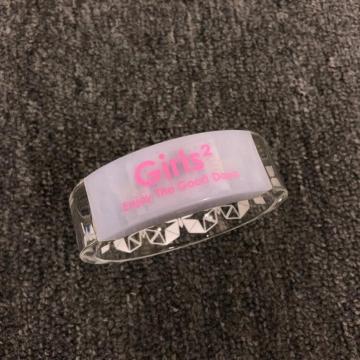 Girls²
Enjoy The Good Days